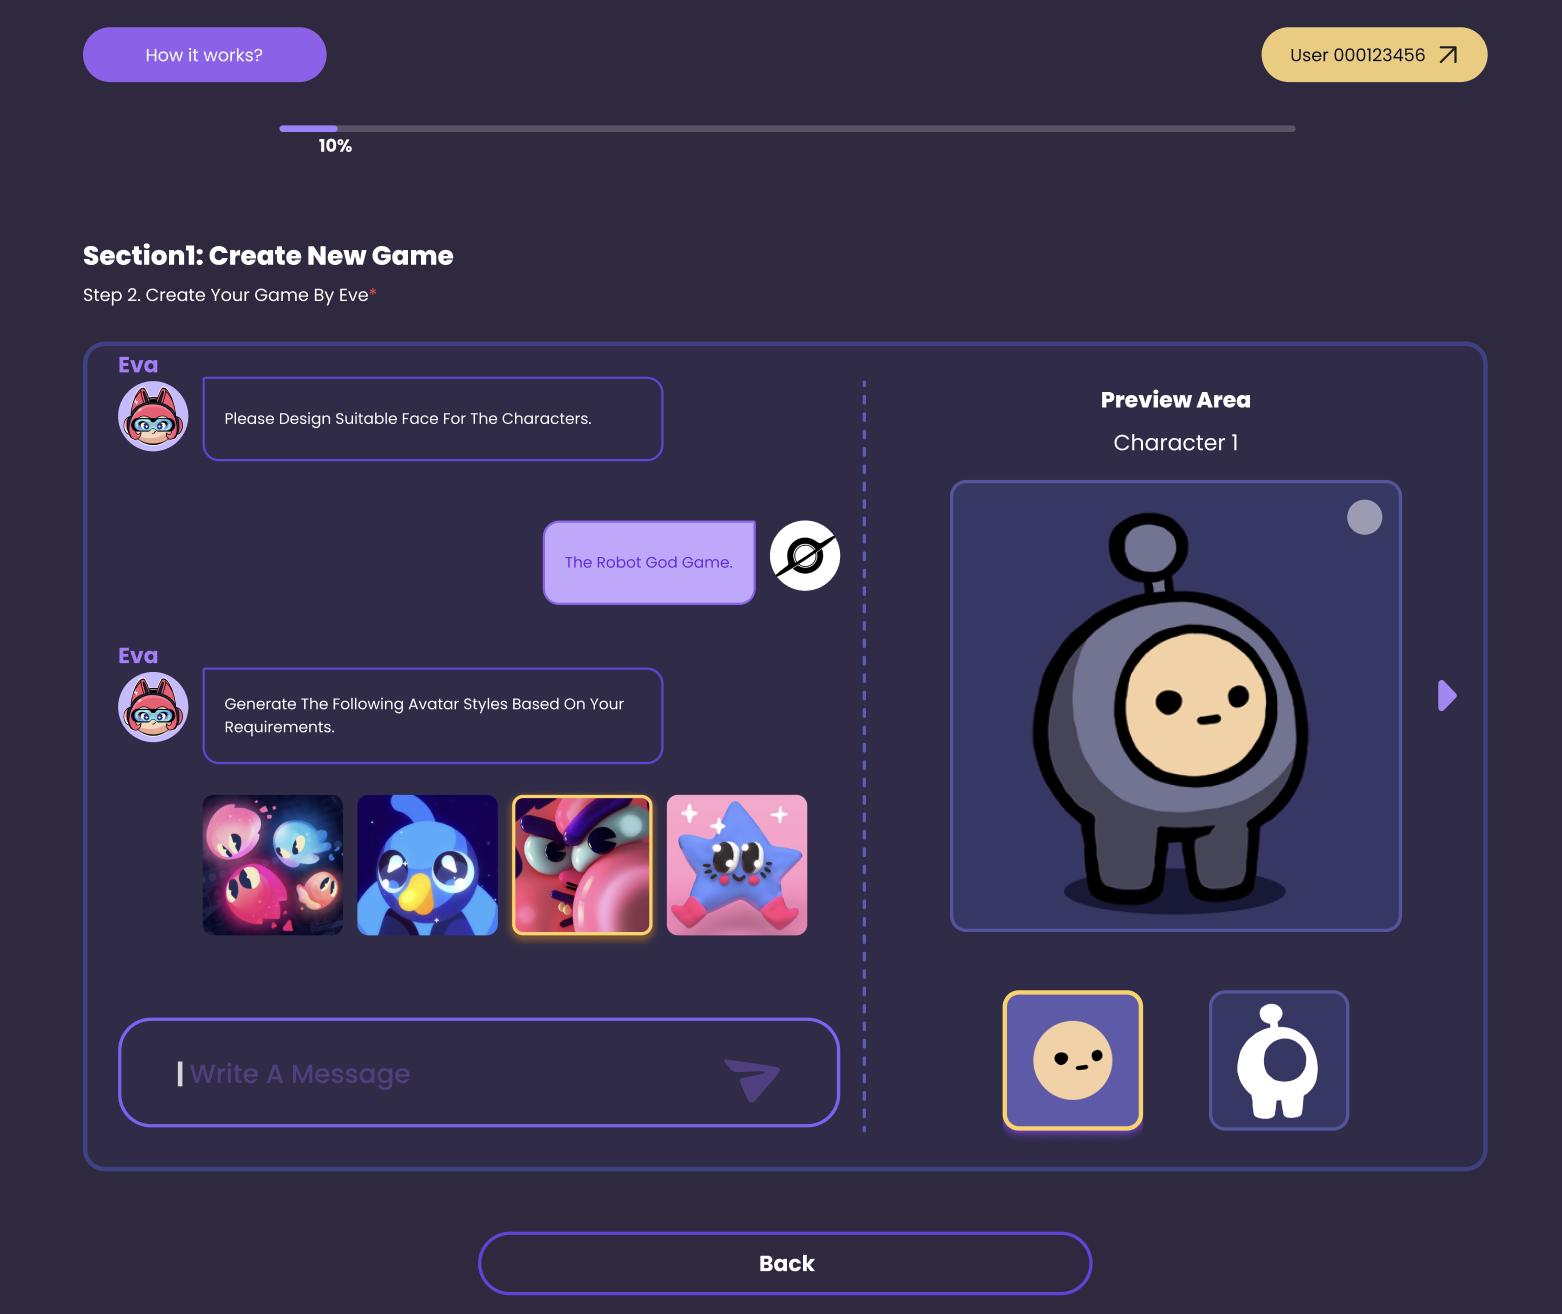 How it works?
User 000123456
10%
Section1: Create New Game
Step 2. Create Your Game By Eve*
Eva
Please Design Suitable Face For The Characters.
The Robot God Game.
Eva
Generate The Following Avatar Styles Based On Your
Requirements.
Write A Message
Preview Area
Character 1
Back